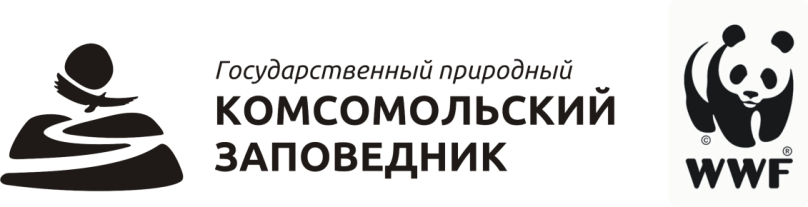 Государственный природный
КОМСОМОЛЬСКИЙ
ЗАПОВЕДНИК
©
®
WWF